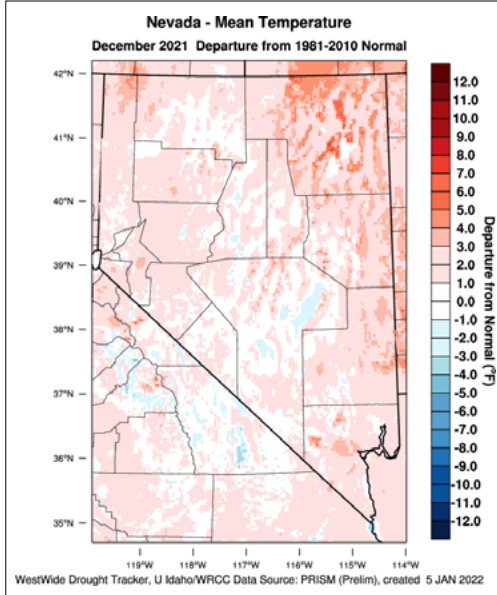 Nevada - Mean Temperature
December 2021 Departure from 1981-2010 Normal
42°N
41°N
40°N
39°N
38°N
37°N
36°N
35°N
119°W
118°W
117°W
116°W
115°W
114°W
12.0
11.0
10.0
9.0
8.0
7.0
6.0
5.0
4.0
3.0
2.0
1.0
0.0
-1.0
-2.0
-3.0
-4.0
-5.0
-6.0
-7.0
-8.0
-9.0
-10.0
-11.0
-12.0
Departure from Normal (°F)
WestWide Drought Tracker, U Idaho/WRCC Data Source: PRISM (Prelim), created 5 JAN 2022